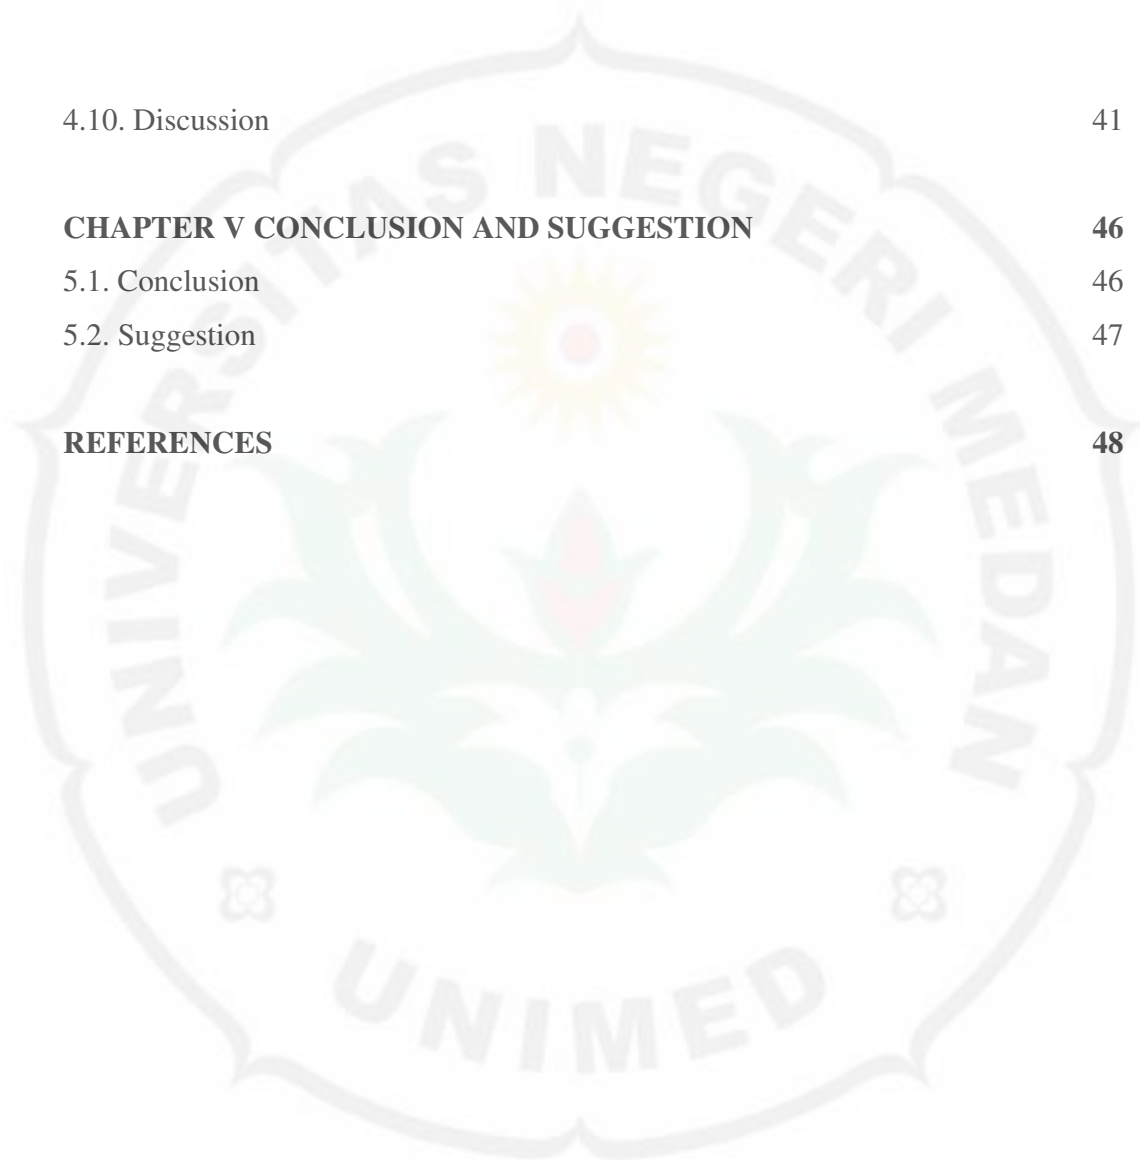 4.10. Discussion 41
CHAPTER V CONCLUSION AND SUGGESTION 46
5.1. Conclusion 46
5.2. Suggestion 47
REFERENCES 48
UNIVERSITAS NEGERI MEDAN
UNIMED